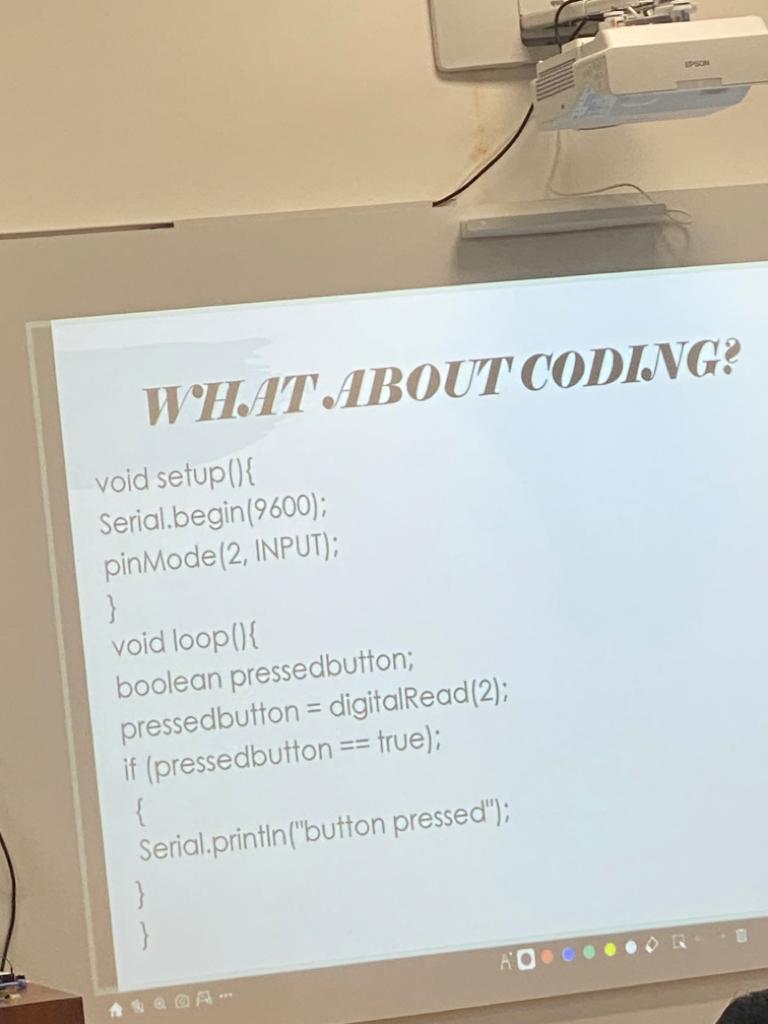 EPSON
WHAT ABOUT CODING?
void setup(){
Serial.begin(9600);
pinMode(2, INPUT);
}
void loop(){
boolean pressedbutton;
pressedbutton = digitalRead(2);
if (pressedbutton == true);
{
Serial.println("button pressed");
}
}